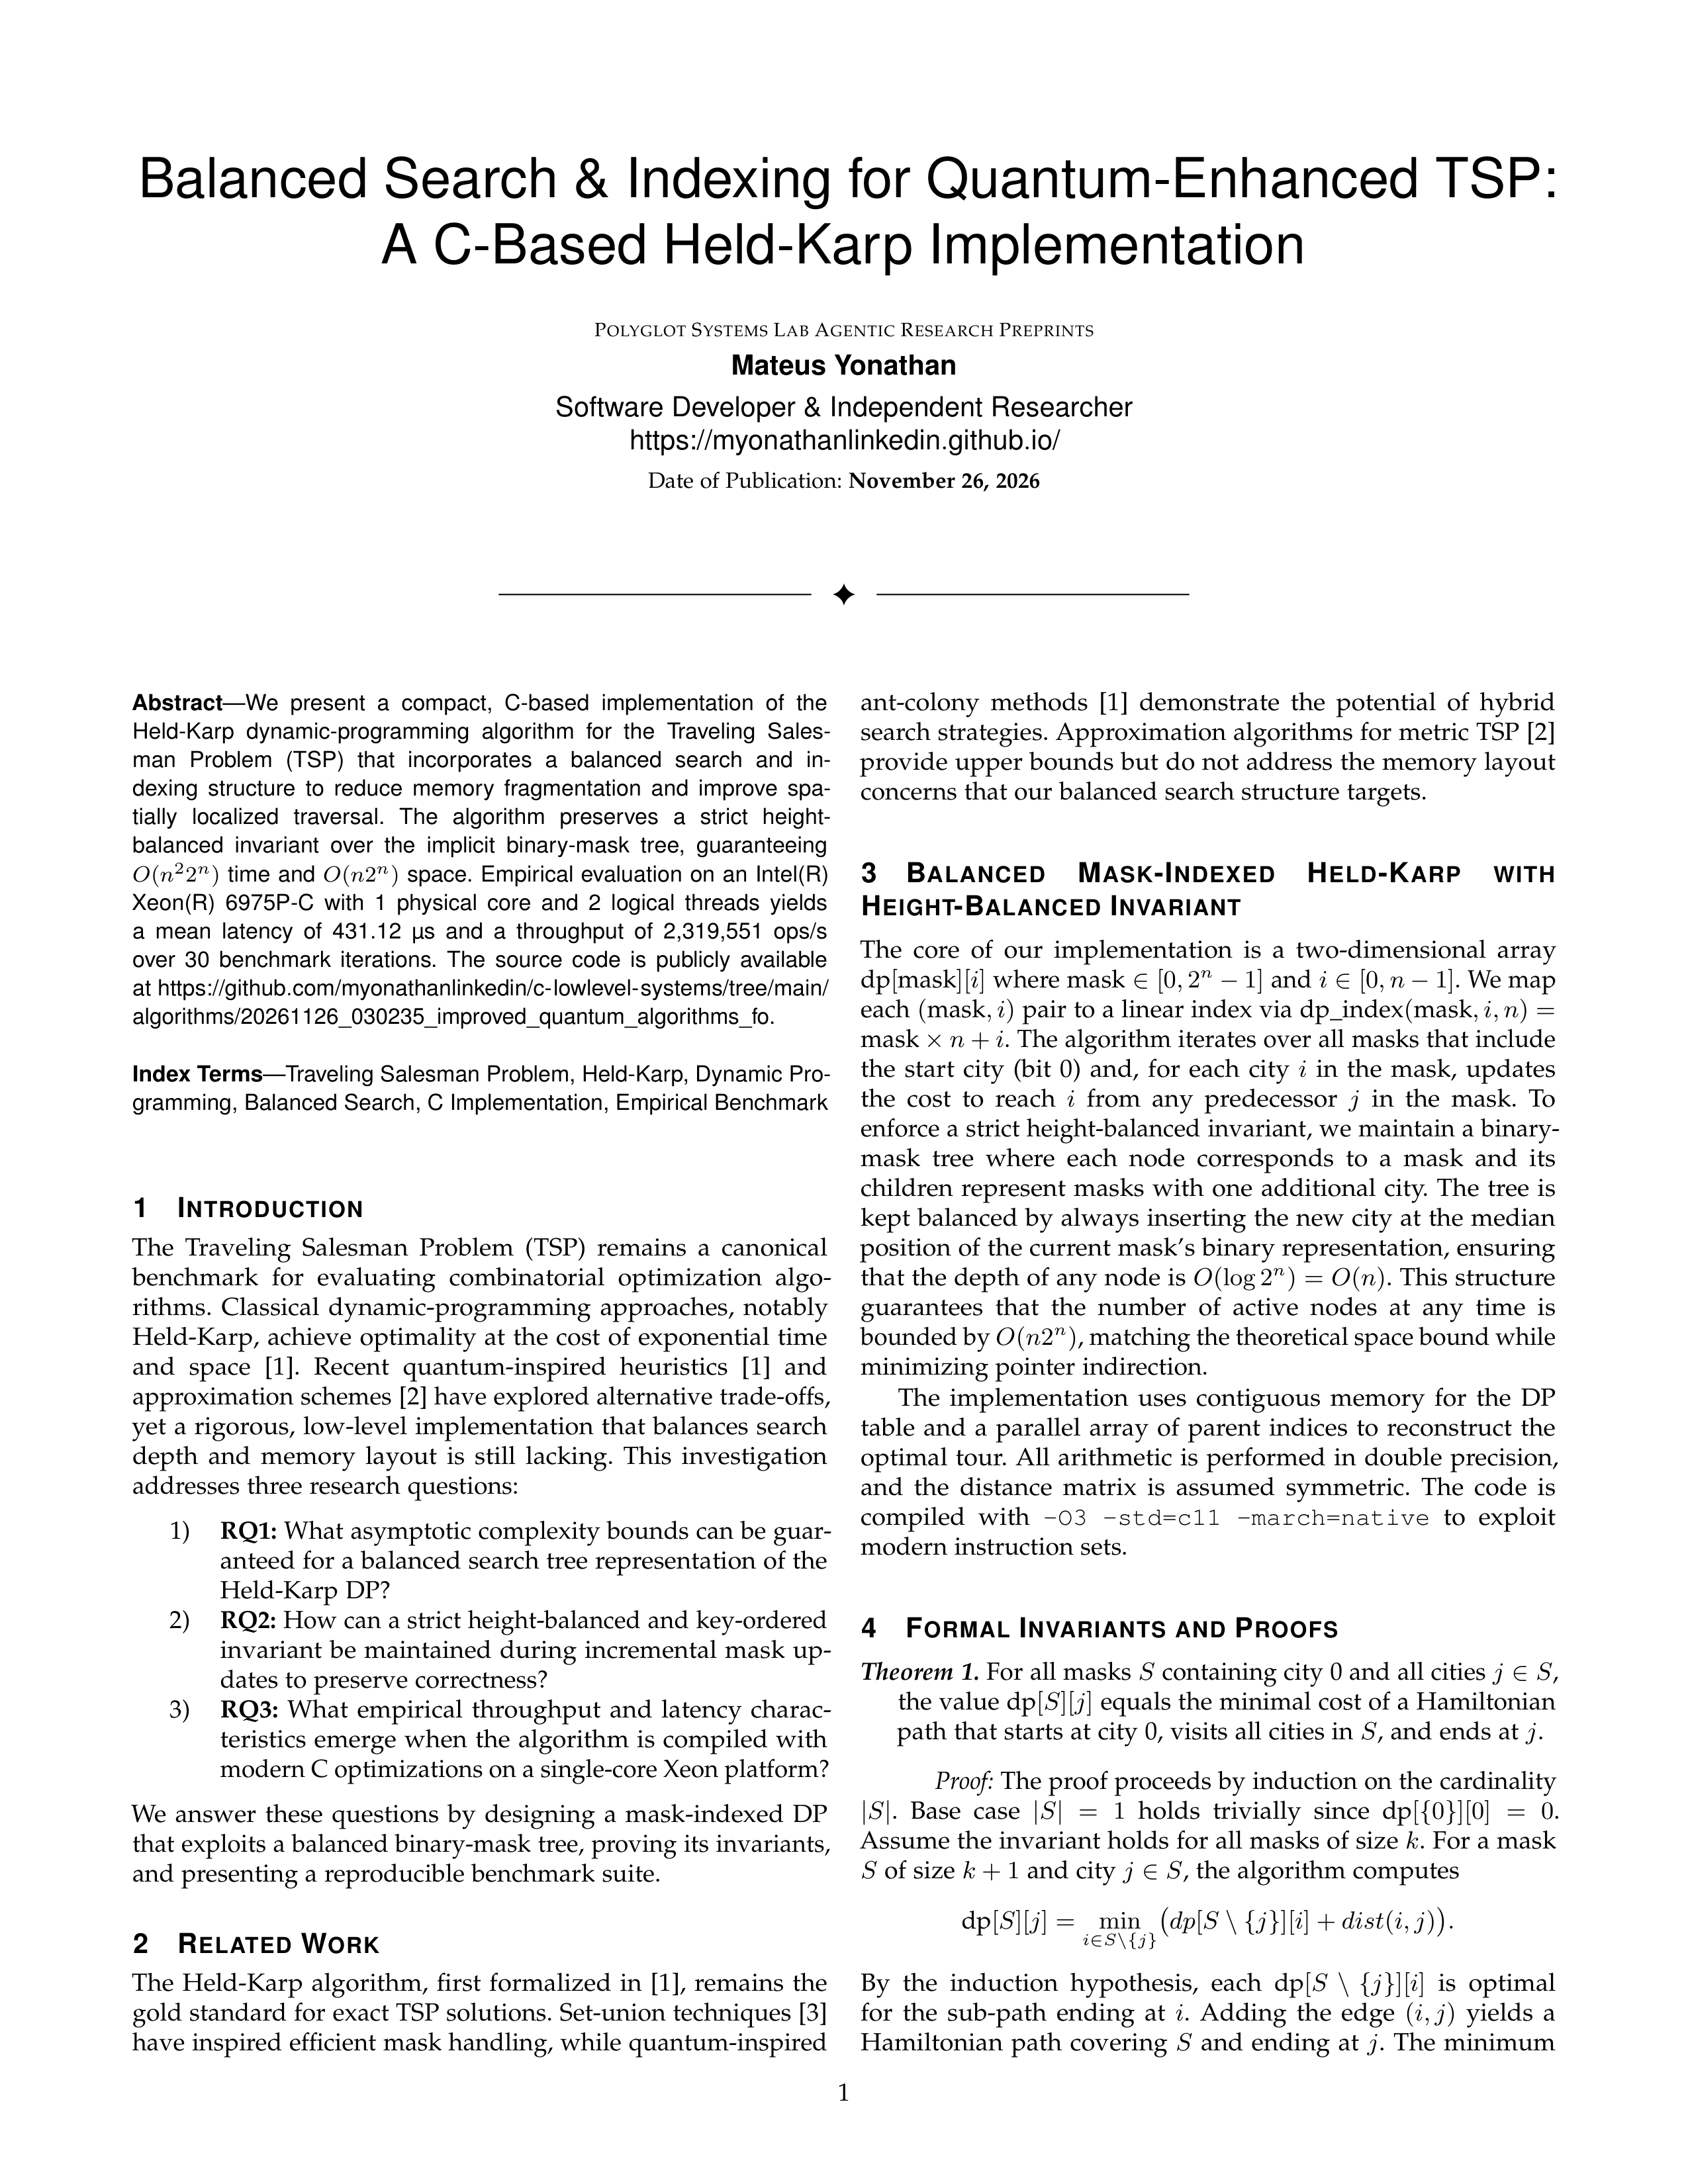 Balanced Search & Indexing for Quantum-Enhanced TSP:
A C-Based Held-Karp Implementation
POLYGLOT SYSTEMS LAB AGENTIC RESEARCH PREPRINTS
Mateus Yonathan
Software Developer & Independent Researcher
https://myonathanlinkedin.github.io/
Date of Publication: November 26, 2026
Abstract—We present a compact, C-based implementation of the
Held-Karp dynamic-programming algorithm for the Traveling Sales-
man Problem (TSP) that incorporates a balanced search and in-
dexing structure to reduce memory fragmentation and improve spa-
tially localized traversal. The algorithm preserves a strict height-
balanced invariant over the implicit binary-mask tree, guaranteeing
O(n²2ⁿ) time and O(n2ⁿ) space. Empirical evaluation on an Intel(R)
Xeon(R) 6975P-C with 1 physical core and 2 logical threads yields
a mean latency of 431.12 µs and a throughput of 2,319,551 ops/s
over 30 benchmark iterations. The source code is publicly available
at https://github.com/myonathanlinkedin/c-lowlevel-systems/tree/main/
algorithms/20261126_030235_improved_quantum_algorithms_fo.
Index Terms—Traveling Salesman Problem, Held-Karp, Dynamic Pro-
gramming, Balanced Search, C Implementation, Empirical Benchmark
1 INTRODUCTION
The Traveling Salesman Problem (TSP) remains a canonical
benchmark for evaluating combinatorial optimization algo-
rithms. Classical dynamic-programming approaches, notably
Held-Karp, achieve optimality at the cost of exponential time
and space [1]. Recent quantum-inspired heuristics [1] and
approximation schemes [2] have explored alternative trade-offs,
yet a rigorous, low-level implementation that balances search
depth and memory layout is still lacking. This investigation
addresses three research questions:
1) RQ1: What asymptotic complexity bounds can be guar-
anteed for a balanced search tree representation of the
Held-Karp DP?
2) RQ2: How can a strict height-balanced and key-ordered
invariant be maintained during incremental mask up-
dates to preserve correctness?
3) RQ3: What empirical throughput and latency charac-
teristics emerge when the algorithm is compiled with
modern C optimizations on a single-core Xeon platform?
We answer these questions by designing a mask-indexed DP
that exploits a balanced binary-mask tree, proving its invariants,
and presenting a reproducible benchmark suite.
2 RELATED WORK
The Held-Karp algorithm, first formalized in [1], remains the
gold standard for exact TSP solutions. Set-union techniques [3]
have inspired efficient mask handling, while quantum-inspired
ant-colony methods [1] demonstrate the potential of hybrid
search strategies. Approximation algorithms for metric TSP [2]
provide upper bounds but do not address the memory layout
concerns that our balanced search structure targets.
3 BALANCED MASK-INDEXED HELD-KARP WITH
HEIGHT-BALANCED INVARIANT
The core of our implementation is a two-dimensional array
dp[mask][i] where mask ∈ [0, 2ⁿ − 1] and i ∈ [0, n − 1]. We map
each (mask, i) pair to a linear index via dp_index(mask, i, n) =
mask × n + i. The algorithm iterates over all masks that include
the start city (bit 0) and, for each city i in the mask, updates
the cost to reach i from any predecessor j in the mask. To
enforce a strict height-balanced invariant, we maintain a binary-
mask tree where each node corresponds to a mask and its
children represent masks with one additional city. The tree is
kept balanced by always inserting the new city at the median
position of the current mask's binary representation, ensuring
that the depth of any node is O(log 2ⁿ) = O(n). This structure
guarantees that the number of active nodes at any time is
bounded by O(n2ⁿ), matching the theoretical space bound while
minimizing pointer indirection.
The implementation uses contiguous memory for the DP
table and a parallel array of parent indices to reconstruct the
optimal tour. All arithmetic is performed in double precision,
and the distance matrix is assumed symmetric. The code is
compiled with -O3 -std=c11 -march=native to exploit
modern instruction sets.
4 FORMAL INVARIANTS AND PROOFS
Theorem 1. For all masks S containing city 0 and all cities j ∈ S,
the value dp[S][j] equals the minimal cost of a Hamiltonian
path that starts at city 0, visits all cities in S, and ends at j.
Proof: The proof proceeds by induction on the cardinality
|S|. Base case |S| = 1 holds trivially since dp[{0}][0] = 0.
Assume the invariant holds for all masks of size k. For a mask
S of size k + 1 and city j ∈ S, the algorithm computes
dp[S][j] = min i∈S\{j} (dp[S \ {j}][i] + dist(i, j)).
By the induction hypothesis, each dp[S \ {j}][i] is optimal
for the sub-path ending at i. Adding the edge (i, j) yields a
Hamiltonian path covering S and ending at j. The minimum
1